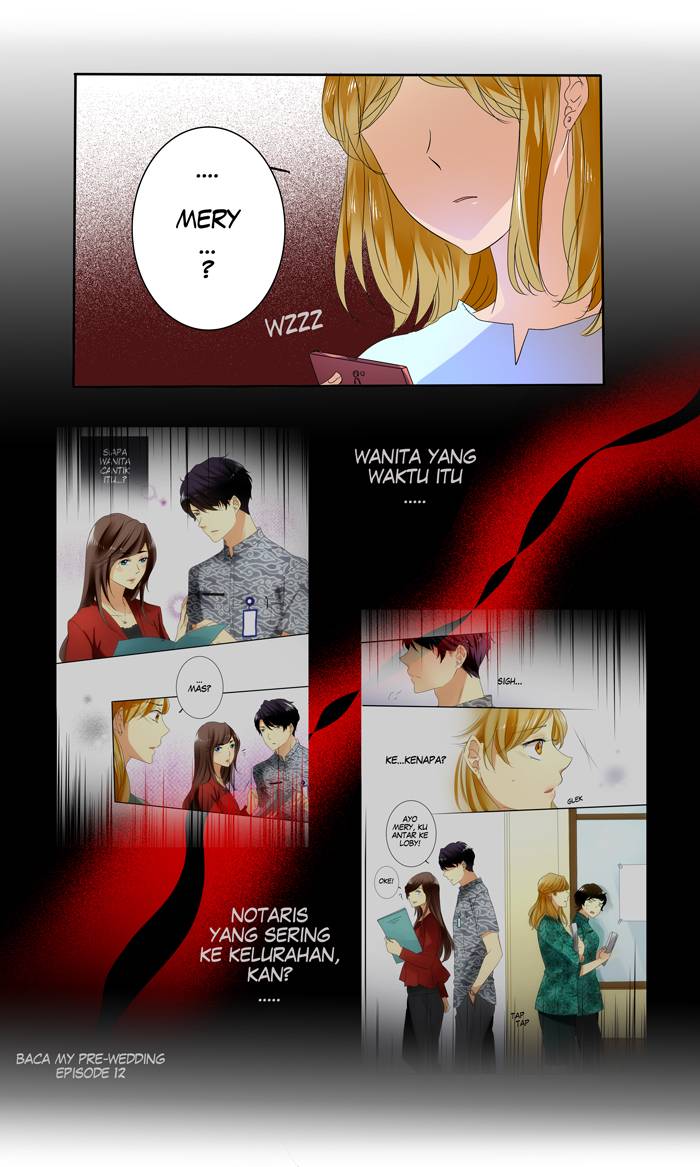 ....
MERY
...
?
WZZZ
WANITA YANG
WAKTU ITU
.....
SIAPA
WANITA
CANTIK
ITU...?
...
MAS?
SIGH...
KE...KENAPA?
GLEK
AYO
MERY, KU
ANTAR KE
LOBY!
OKE!
TAP
TAP
NOTARIS
YANG SERING
KE KELURAHAN,
KAN?
.....
BACA MY PRE-WEDDING
EPISODE 12